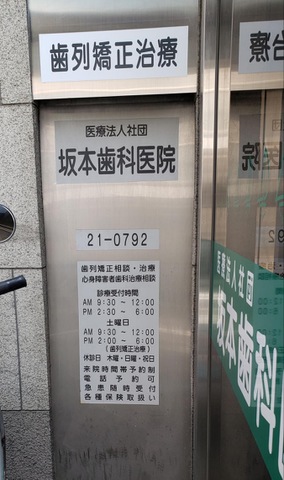 歯列矯正治療
医療法人社団
坂本歯科医院
21-0792
歯列矯正相談・治療
心身障害者歯科治療相談
診療受付時間
AM 9:30 ～ 12:00
PM 2:30 ～ 6:00
土曜日
AM 9:30 ～ 12:00
PM 2:00 ～ 6:00
(歯列矯正治療)
休診日 木曜・日曜・祝日
来院時間帯予約制
電話予約可
急患随時受付
各種保険取扱い
医療法人社団
坂本歯科医